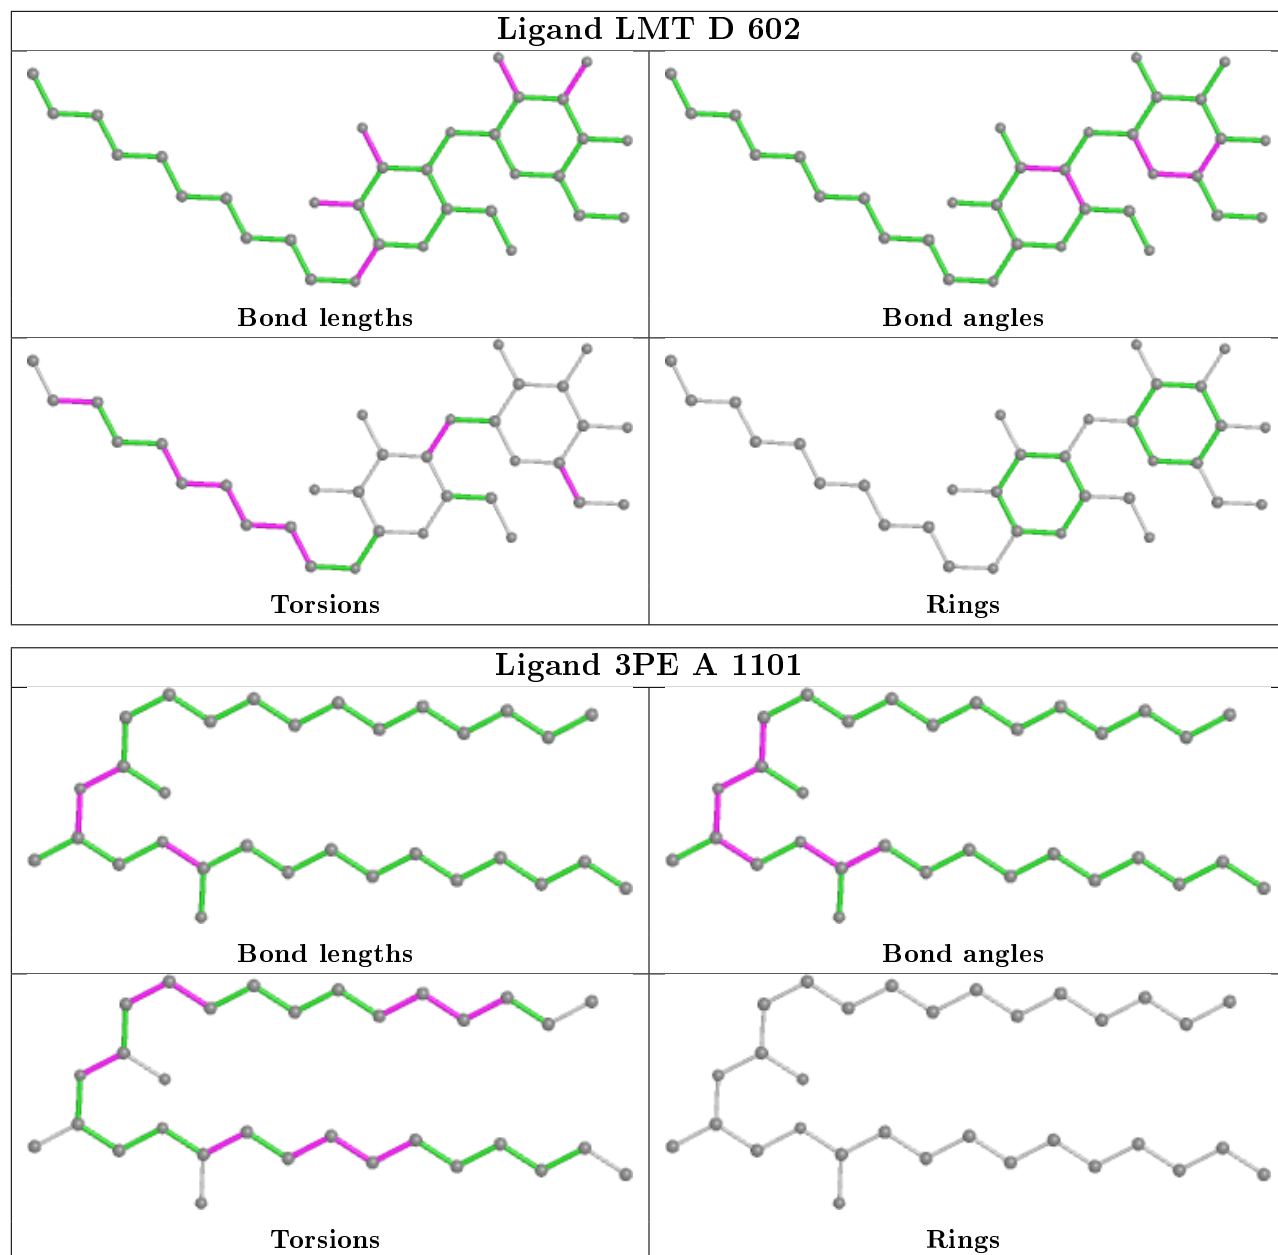 Ligand LMT D 602
Bond lengths
Bond angles
Torsions
Rings
Ligand 3PE A 1101
Bond lengths
Bond angles
Torsions
Rings